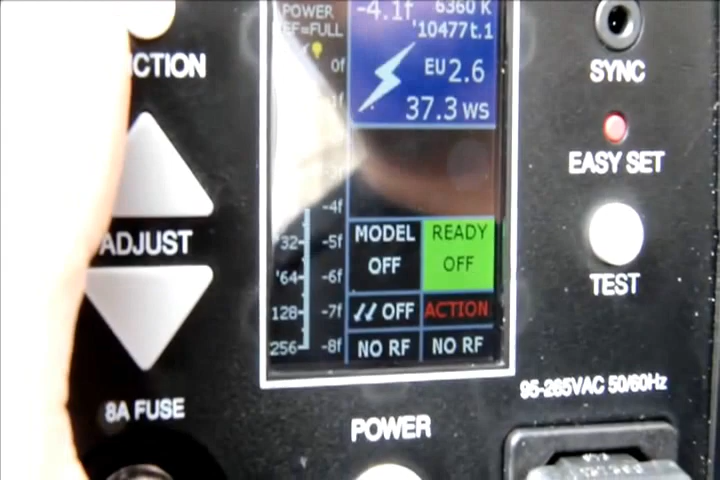 POWER
EF=FULL
-4.1f
6360 K
'10477t.1
0f
EU 2.6
37.3 WS
-4f
'32 -5f
'64 -6f
128 -7f
256 -8f
MODEL OFF
READY OFF
OFF
ACTION
NO RF
NO RF
CTION
ADJUST
8A FUSE
POWER
SYNC
EASY SET
TEST
95-265VAC 50/60Hz